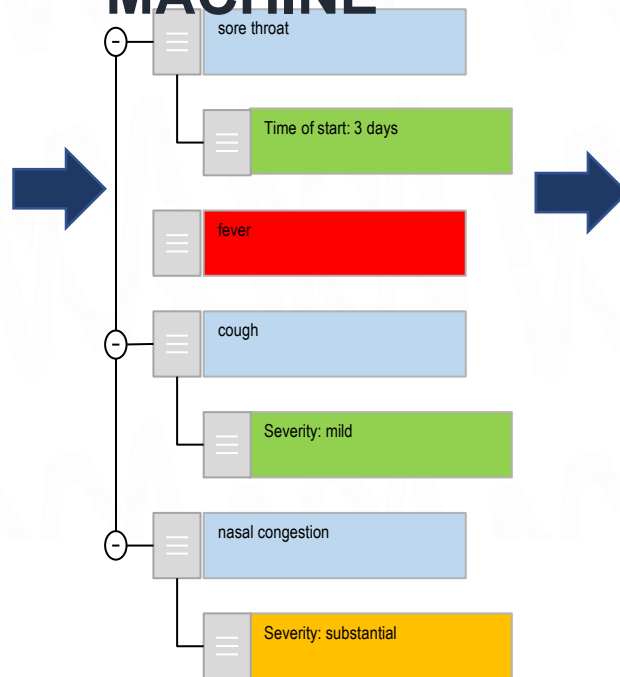 MACHINE
sore throat
Time of start: 3 days
fever
cough
Severity: mild
nasal congestion
Severity: substantial